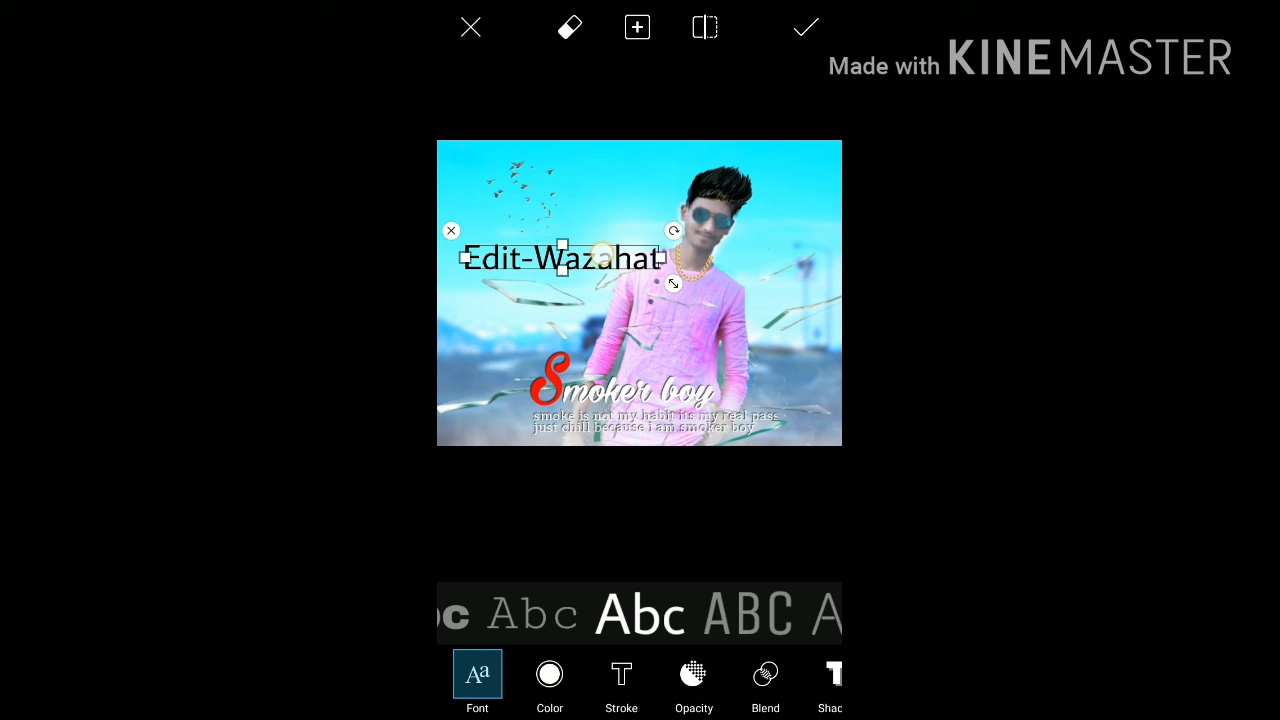 Made with KINEMASTER
Edit-Wazahat
Smoker boy
smoke is not my habit its my real pass
just chill because i am smoker boy
Abc Abc ABC
Aa
Font Color Stroke Opacity Blend